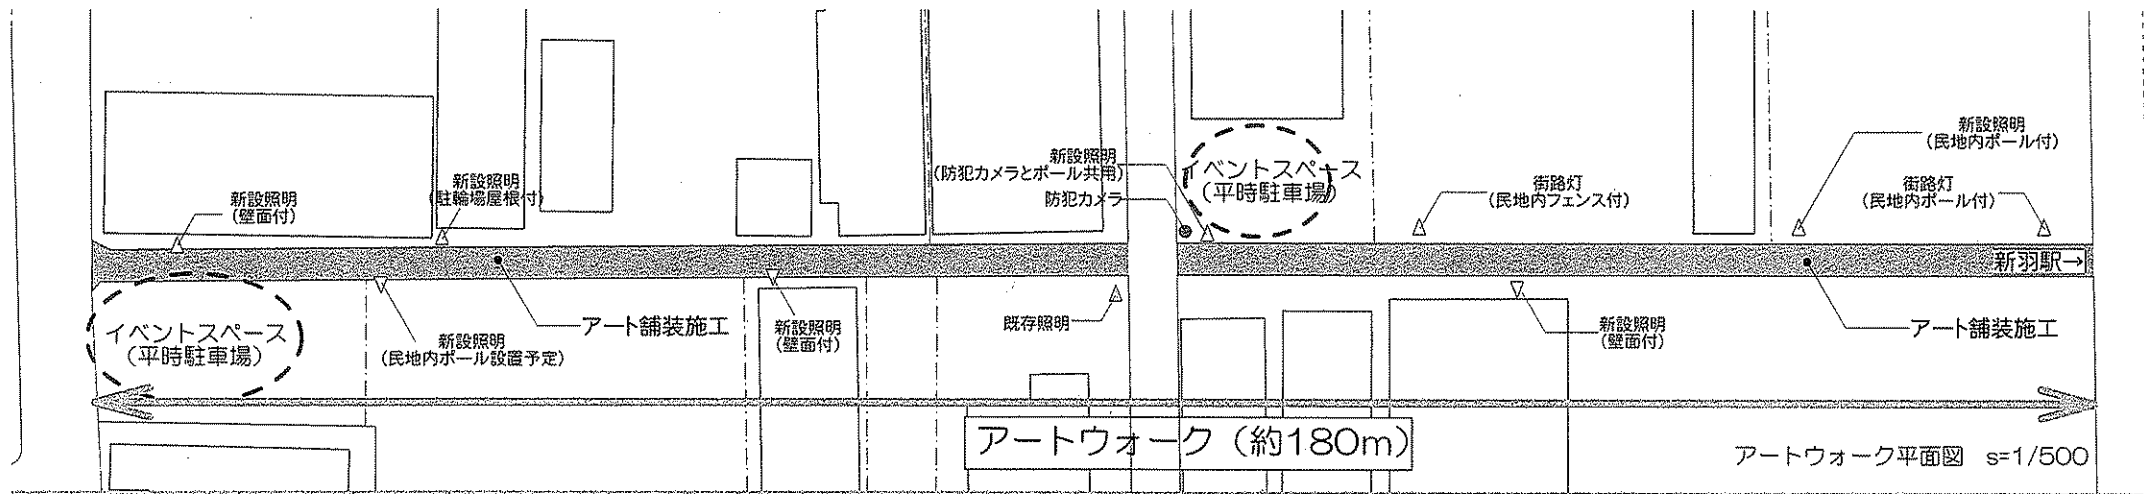 新設照明
(壁面付)
新設照明
(駐輪場屋根付)
新設照明
(防犯カメラとポール共用)
防犯カメラ
イベントスペース
(平時駐車場)
街路灯
(民地内フェンス付)
新設照明
(民地内ポール付)
街路灯
(民地内ポール付)
新羽駅→
イベントスペース
(平時駐車場)
新設照明
(民地内ポール設置予定)
アート舗装施工
新設照明
(壁面付)
既存照明
新設照明
(壁面付)
アート舗装施工
アートウォーク(約180m)
アートウォーク平面図 s=1/500